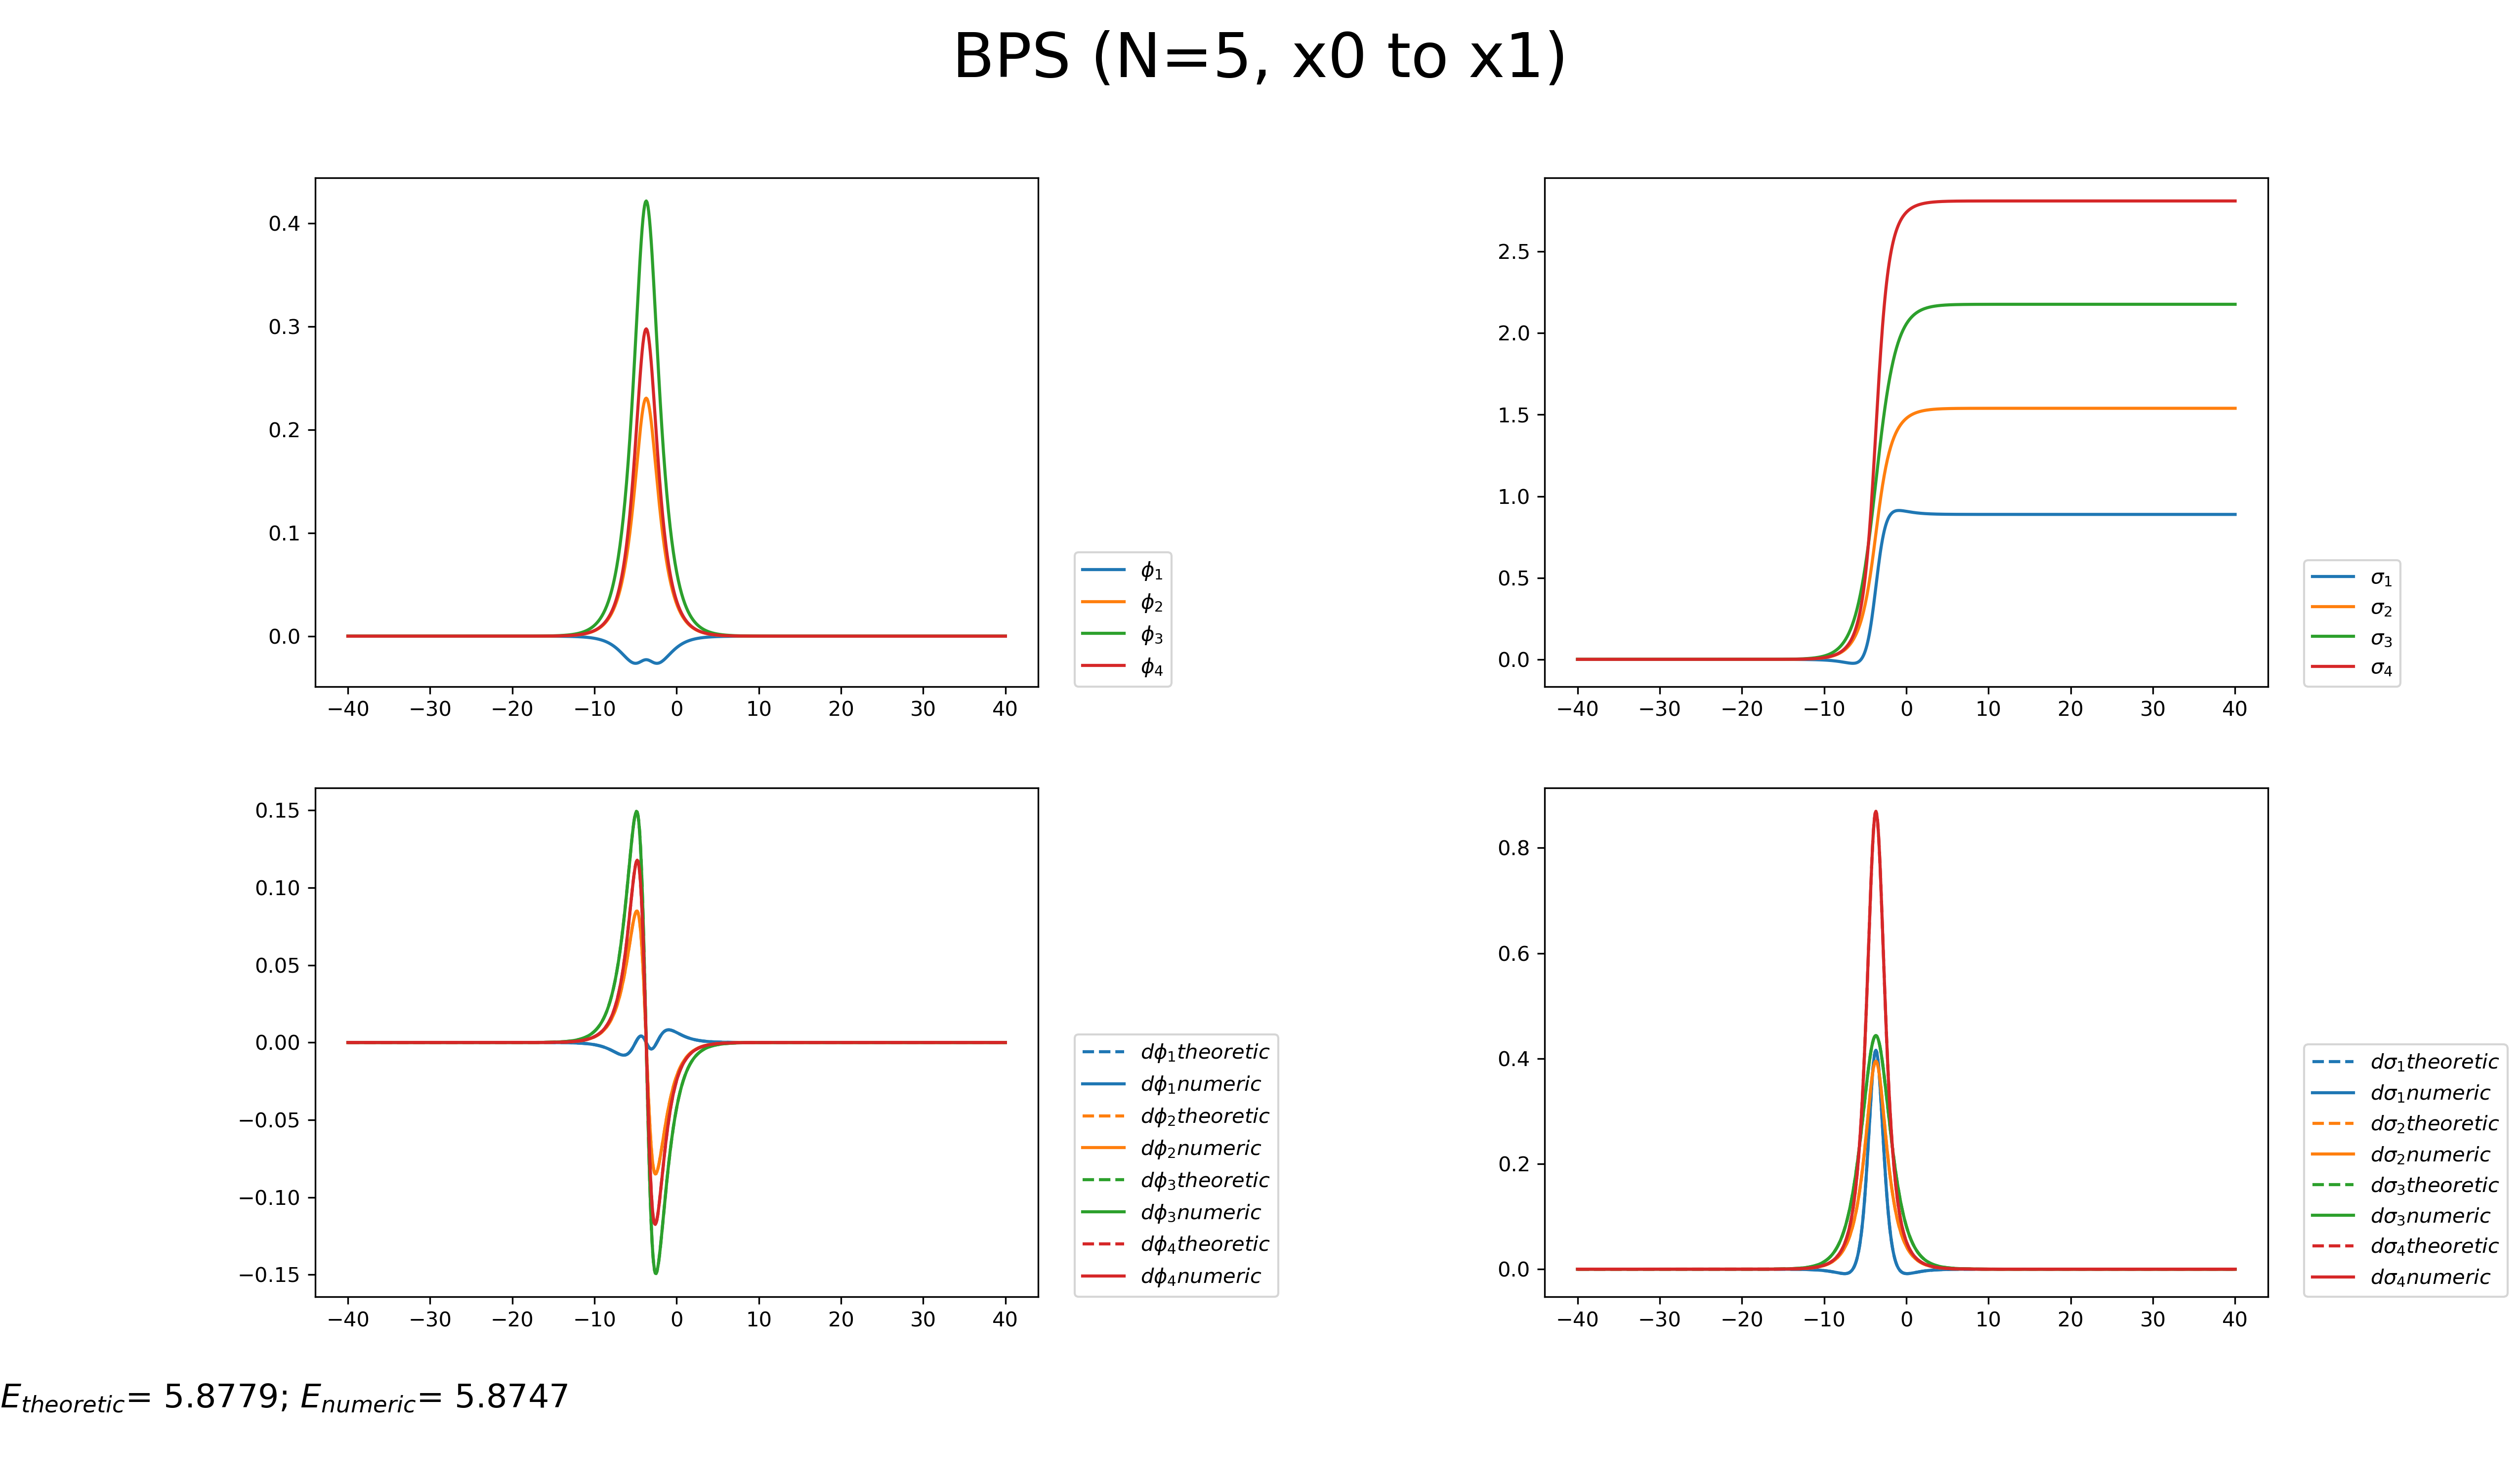 BPS (N=5, x0 to x1)
0.4
0.3
0.2
0.1
0.0
−40 −30 −20 −10 0 10 20 30 40
ϕ₁
ϕ₂
ϕ₃
ϕ₄
2.5
2.0
1.5
1.0
0.5
0.0
−40 −30 −20 −10 0 10 20 30 40
σ₁
σ₂
σ₃
σ₄
0.15
0.10
0.05
0.00
−0.05
−0.10
−0.15
−40 −30 −20 −10 0 10 20 30 40
dϕ₁theoretic
dϕ₁numeric
dϕ₂theoretic
dϕ₂numeric
dϕ₃theoretic
dϕ₃numeric
dϕ₄theoretic
dϕ₄numeric
0.8
0.6
0.4
0.2
0.0
−40 −30 −20 −10 0 10 20 30 40
dσ₁theoretic
dσ₁numeric
dσ₂theoretic
dσ₂numeric
dσ₃theoretic
dσ₃numeric
dσ₄theoretic
dσ₄numeric
E_theoretic= 5.8779; E_numeric= 5.8747